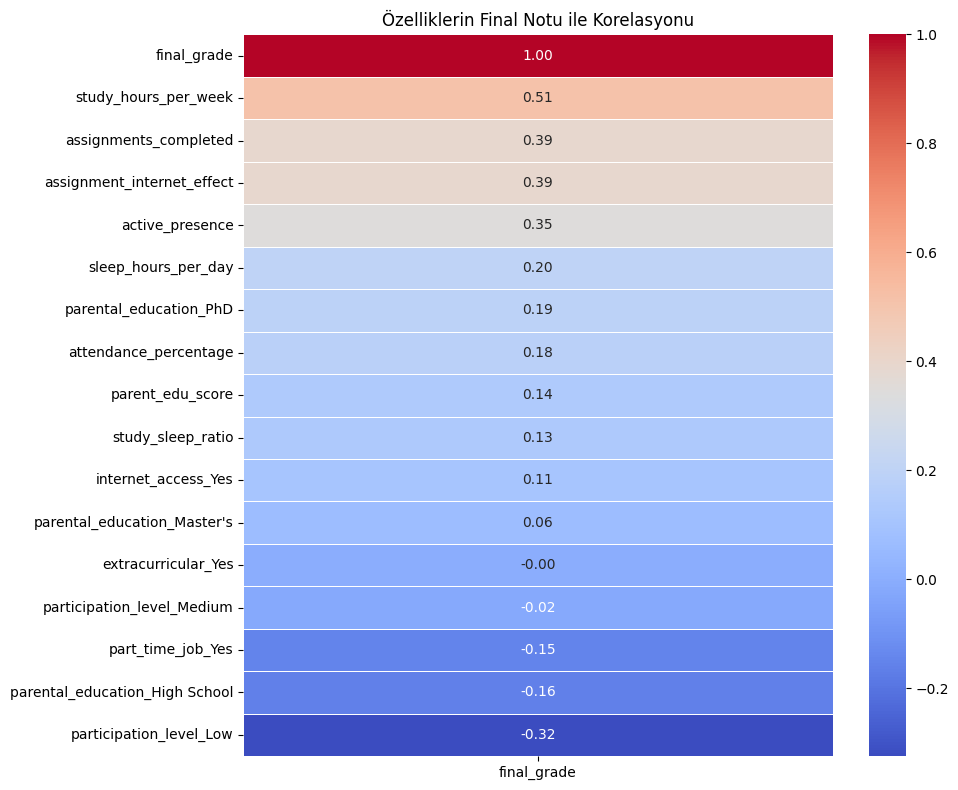 Özelliklerin Final Notu ile Korelasyonu
final_grade
1.00
study_hours_per_week
0.51
assignments_completed
0.39
assignment_internet_effect
0.39
active_presence
0.35
sleep_hours_per_day
0.20
parental_education_PhD
0.19
attendance_percentage
0.18
parent_edu_score
0.14
study_sleep_ratio
0.13
internet_access_Yes
0.11
parental_education_Master's
0.06
extracurricular_Yes
-0.00
participation_level_Medium
-0.02
part_time_job_Yes
-0.15
parental_education_High School
-0.16
participation_level_Low
-0.32
final_grade
1.0
0.8
0.6
0.4
0.2
0.0
−0.2